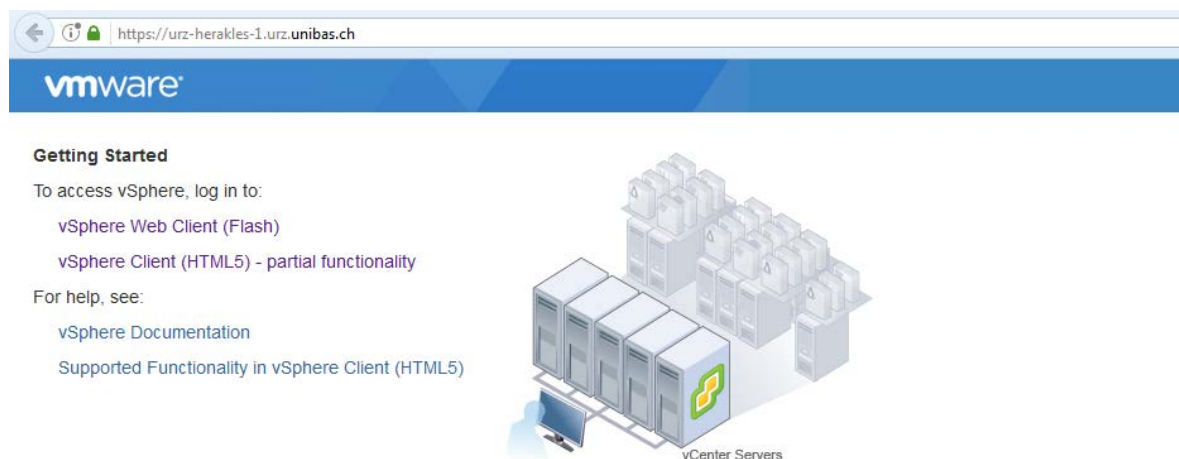 https://urz-herakles-1.urz.unibas.ch
vmware
Getting Started
To access vSphere, log in to:
vSphere Web Client (Flash)
vSphere Client (HTML5) - partial functionality
For help, see:
vSphere Documentation
Supported Functionality in vSphere Client (HTML5)
vCenter Servers